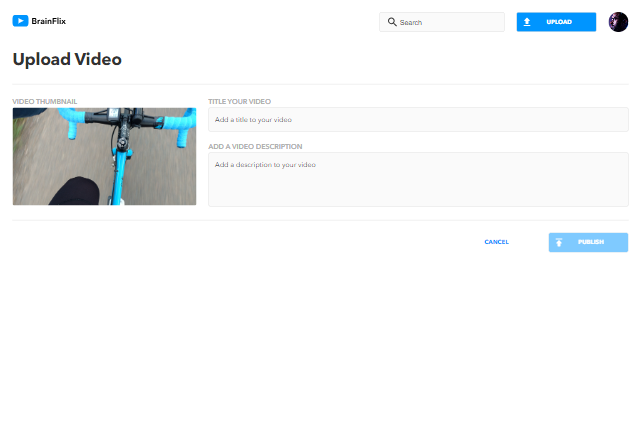 BrainFlix
Search
UPLOAD
Upload Video
VIDEO THUMBNAIL
TITLE YOUR VIDEO
Add a title to your video
ADD A VIDEO DESCRIPTION
Add a description to your video
CANCEL
PUBLISH